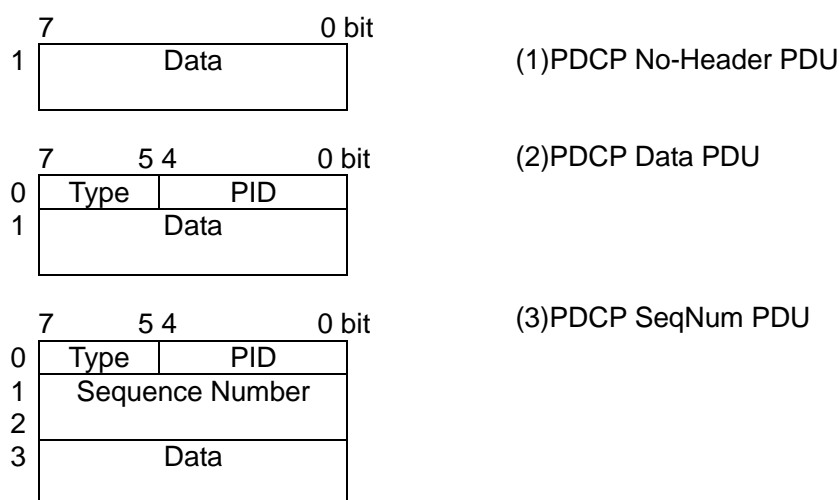 7 0 bit
1 Data (1)PDCP No-Header PDU
7 5 4 0 bit (2)PDCP Data PDU
0 Type PID
1 Data
7 5 4 0 bit (3)PDCP SeqNum PDU
0 Type PID
1 Sequence Number
2
3 Data